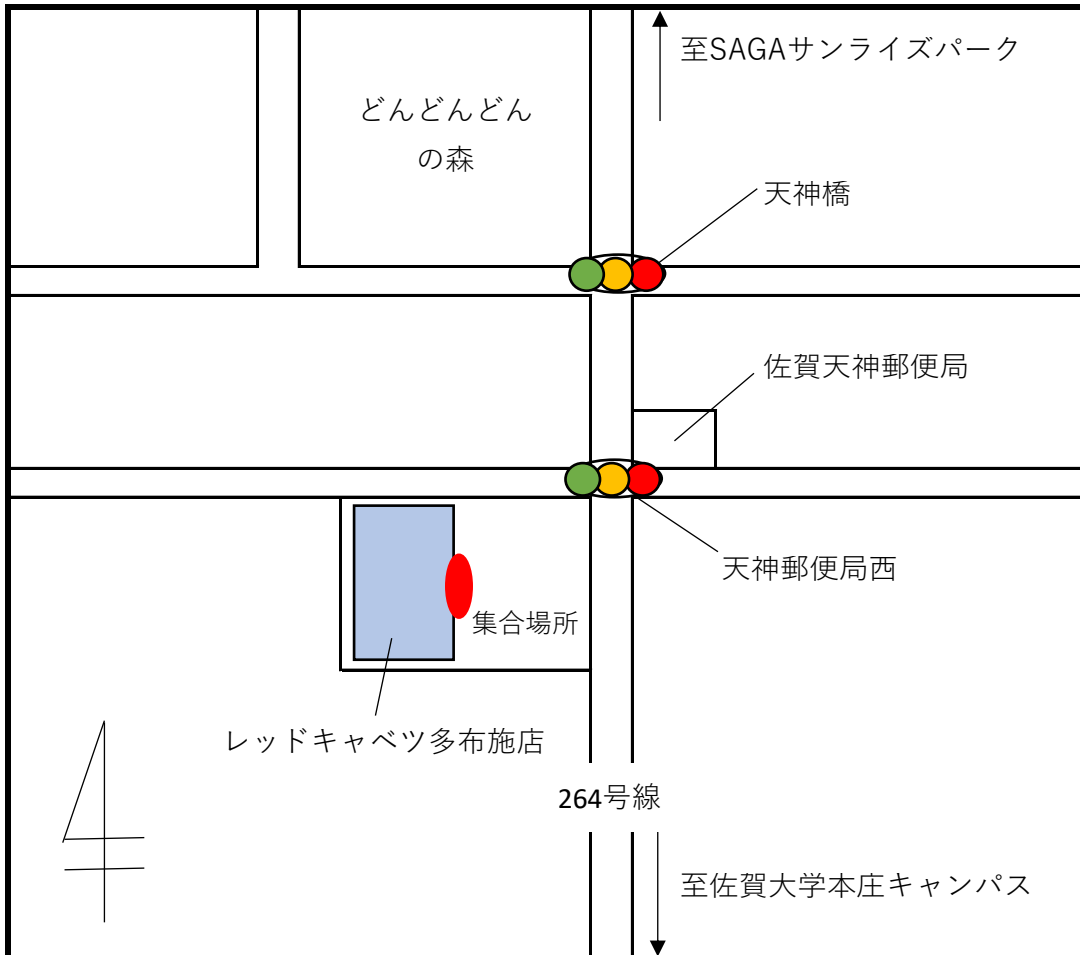 至SAGAサンライズパーク
どんどんどん
の森
天神橋
佐賀天神郵便局
天神郵便局西
集合場所
レッドキャベツ多布施店
264号線
至佐賀大学本庄キャンパス